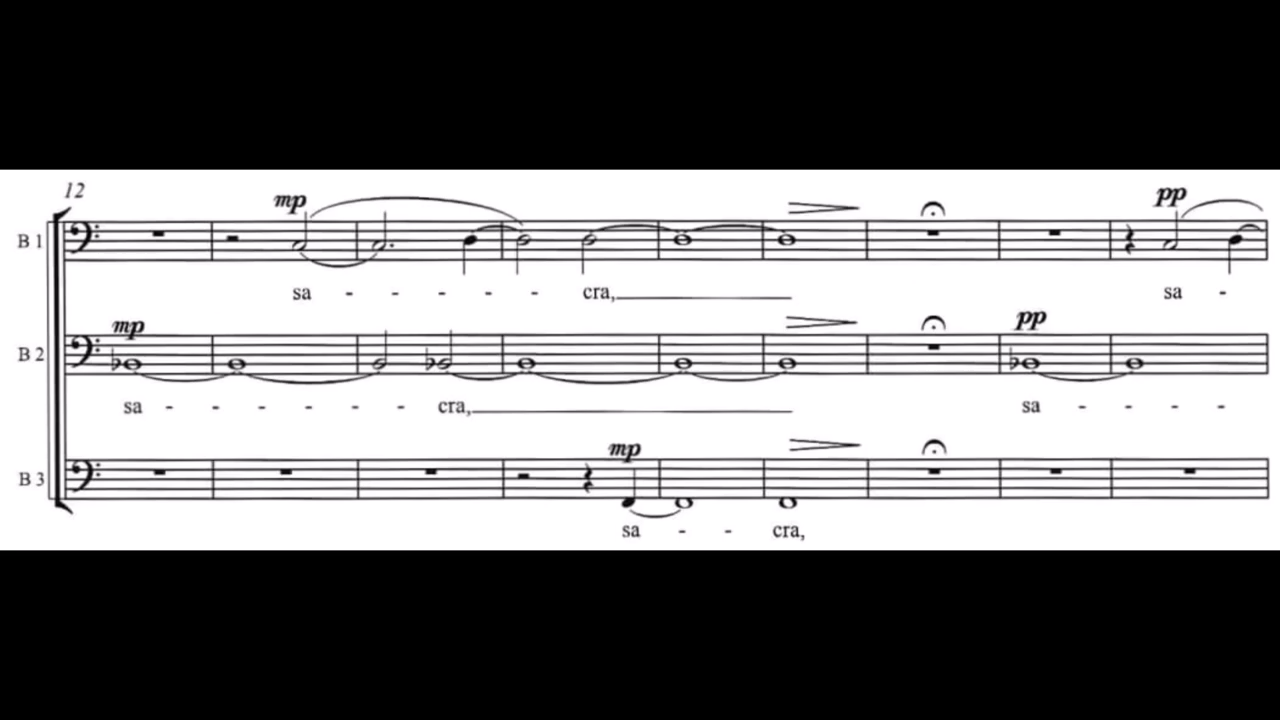 12
mp pp
B 1
sa - - - - - cra, sa -
mp pp
B 2
sa - - - - - - cra, sa - - - -
mp
B 3
sa - - cra,